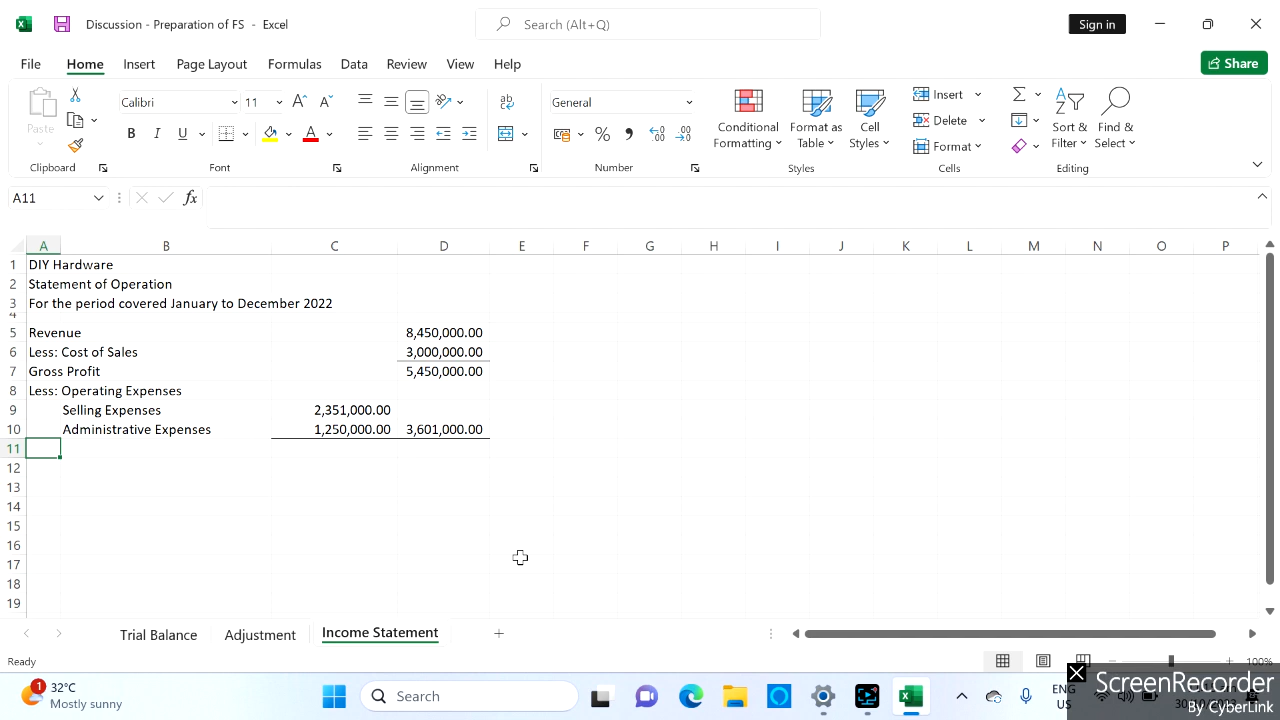 Discussion - Preparation of FS - Excel
Search (Alt+Q)
Sign in
File Home Insert Page Layout Formulas Data Review View Help
Share
Paste
Calibri 11
General
Conditional Formatting
Format as Table
Cell Styles
Insert
Delete
Format
Sort & Filter
Find & Select
Clipboard Font Alignment Number Styles Cells Editing
A11
fx
A B C D E F G H I J K L M N O P
1 DIY Hardware
2 Statement of Operation
3 For the period covered January to December 2022
4
5 Revenue 8,450,000.00
6 Less: Cost of Sales 3,000,000.00
7 Gross Profit 5,450,000.00
8 Less: Operating Expenses
9 Selling Expenses 2,351,000.00
10 Administrative Expenses 1,250,000.00 3,601,000.00
11
12
13
14
15
16
17
18
19
Trial Balance Adjustment Income Statement
Ready
100%
1
32°C
Mostly sunny
Search
ENG
US
ScreenRecorder
By CyberLink